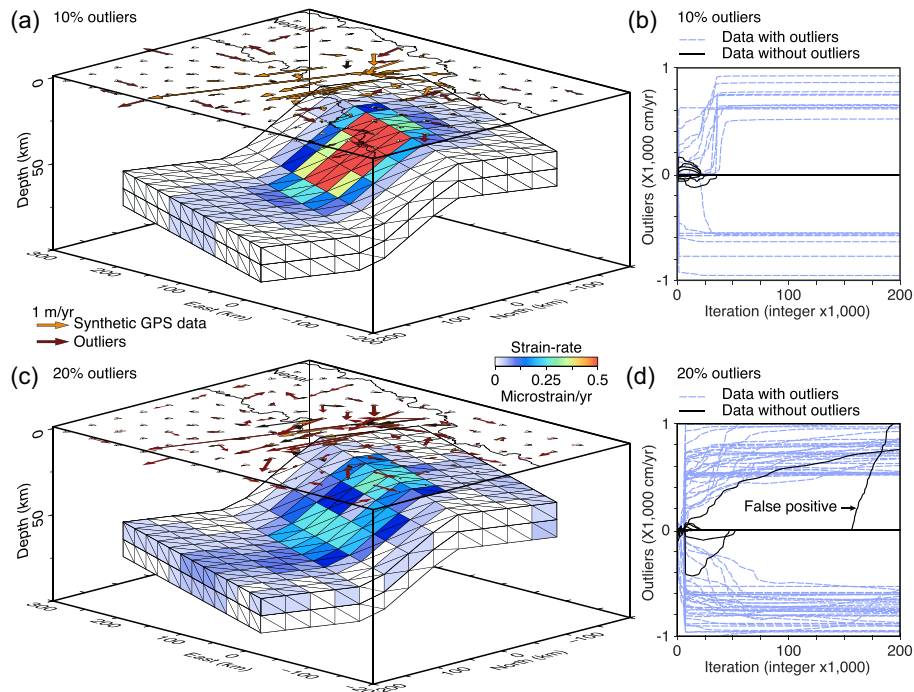 (a) 10% outliers
0
50
Depth (km)
300
200
100
0
-100
-200
East (km)
North (km)
100
0
-100
1 m/yr
Synthetic GPS data
Outliers
(b) 10% outliers
Data with outliers
Data without outliers
1
0
-1
Outliers (X1,000 cm/yr)
0
100
200
Iteration (integer x1,000)
Strain-rate
0
0.25
0.5
Microstrain/yr
(c) 20% outliers
0
50
Depth (km)
300
200
100
0
-100
-200
East (km)
North (km)
100
0
-100
(d) 20% outliers
Data with outliers
Data without outliers
1
0
-1
Outliers (X1,000 cm/yr)
False positive
0
100
200
Iteration (integer x1,000)